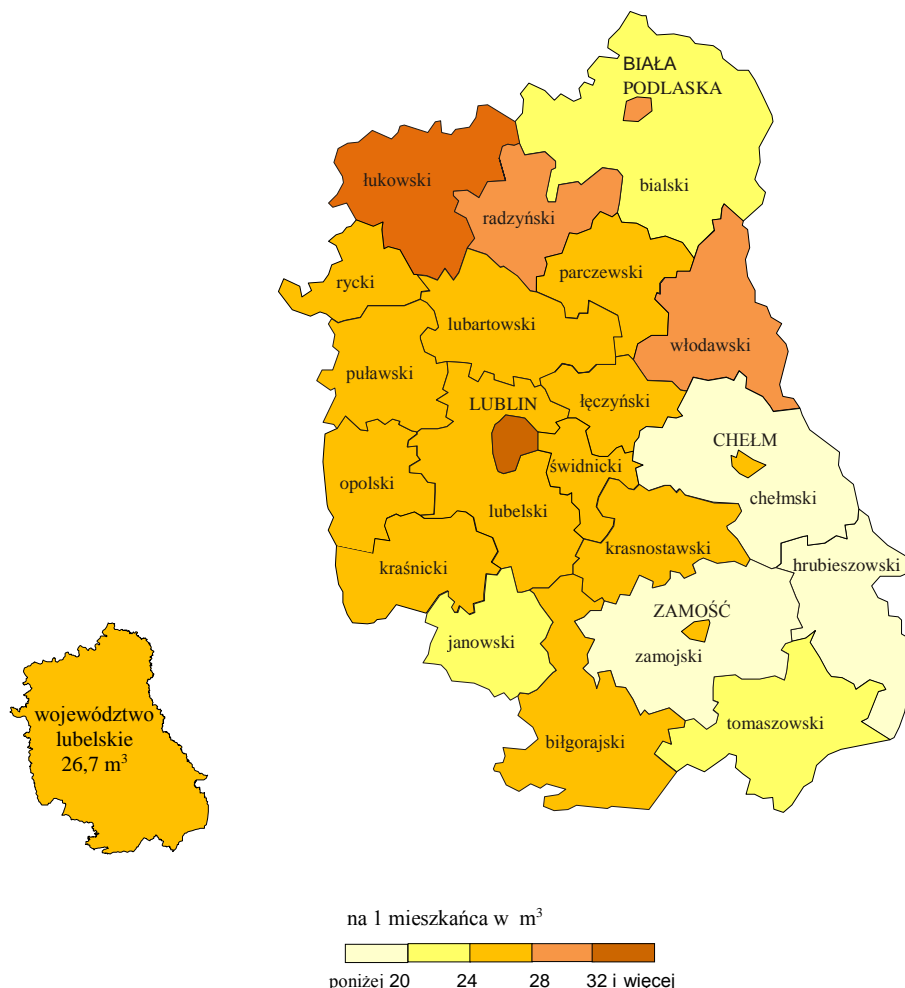 BIAŁA
PODLASKA
łukowski
bialski
radzyński
rycki
parczewski
lubartowski
włodawski
puławski
LUBLIN
łęczyński
CHEŁM
świdnicki
opolski
chełmski
lubelski
krasnostawski
hrubieszowski
kraśnicki
ZAMOŚĆ
janowski
zamojski
województwo
lubelskie
26,7 m³
tomaszowski
biłgorajski
na 1 mieszkańca w m³
poniżej 20 24 28 32 i więcej